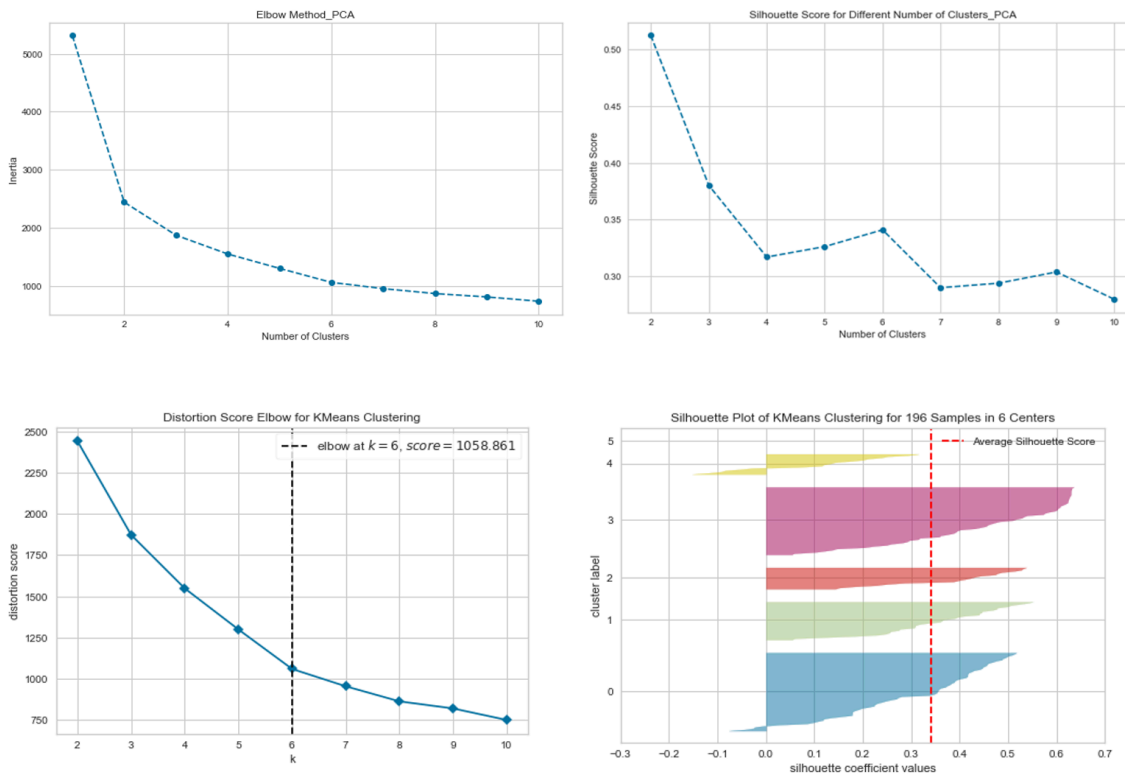 Elbow Method_PCA
5000
4000
3000
2000
1000
Inertia
2 4 6 8 10
Number of Clusters
Silhouette Score for Different Number of Clusters_PCA
0.50
0.45
0.40
0.35
0.30
Silhouette Score
2 3 4 5 6 7 8 9 10
Number of Clusters
Distortion Score Elbow for KMeans Clustering
elbow at k = 6, score = 1058.861
2500
2250
2000
1750
1500
1250
1000
750
distortion score
2 3 4 5 6 7 8 9 10
k
Silhouette Plot of KMeans Clustering for 196 Samples in 6 Centers
Average Silhouette Score
5
4
3
2
1
0
cluster label
−0.3 −0.2 −0.1 0.0 0.1 0.2 0.3 0.4 0.5 0.6 0.7
silhouette coefficient values